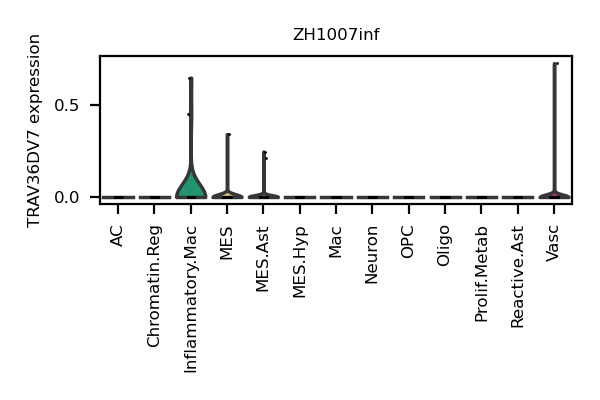 ZH1007inf
TRAV36DV7 expression
0.5
0.0
AC
Chromatin.Reg
Inflammatory.Mac
MES
MES.Ast
MES.Hyp
Mac
Neuron
OPC
Oligo
Prolif.Metab
Reactive.Ast
Vasc